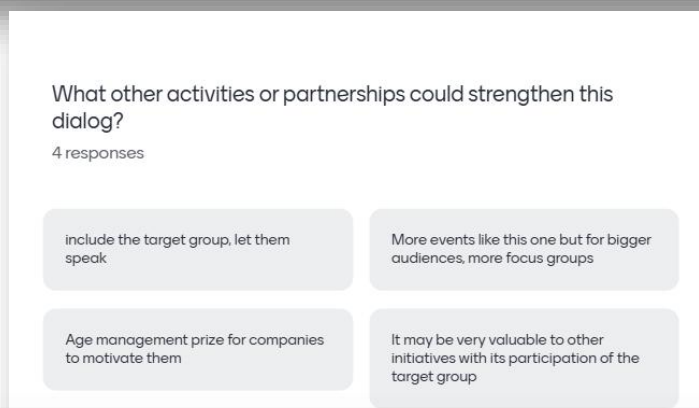 What other activities or partnerships could strengthen this
dialog?
4 responses
include the target group, let them
speak
More events like this one but for bigger
audiences, more focus groups
Age management prize for companies
to motivate them
It may be very valuable to other
initiatives with its participation of the
target group